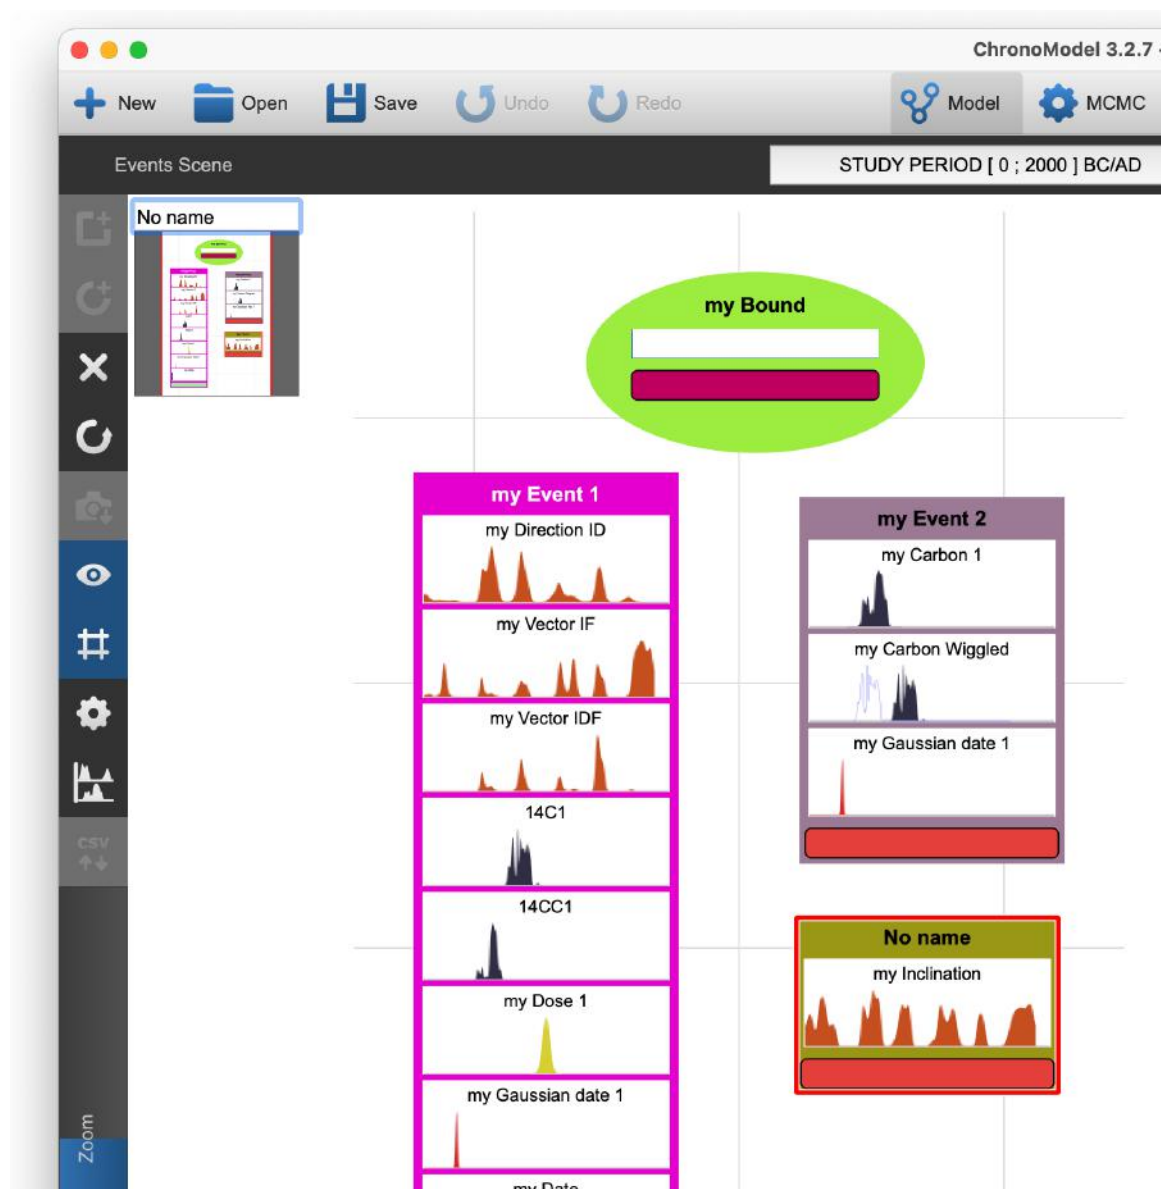 ChronoModel 3.2.7 -
New Open Save Undo Redo Model MCMC
Events Scene STUDY PERIOD [ 0 ; 2000 ] BC/AD
No name
my Bound
my Event 1
my Direction ID
my Vector IF
my Vector IDF
14C1
14CC1
my Dose 1
my Gaussian date 1
my Date
my Event 2
my Carbon 1
my Carbon Wiggled
my Gaussian date 1
No name
my Inclination
CSV
Zoom